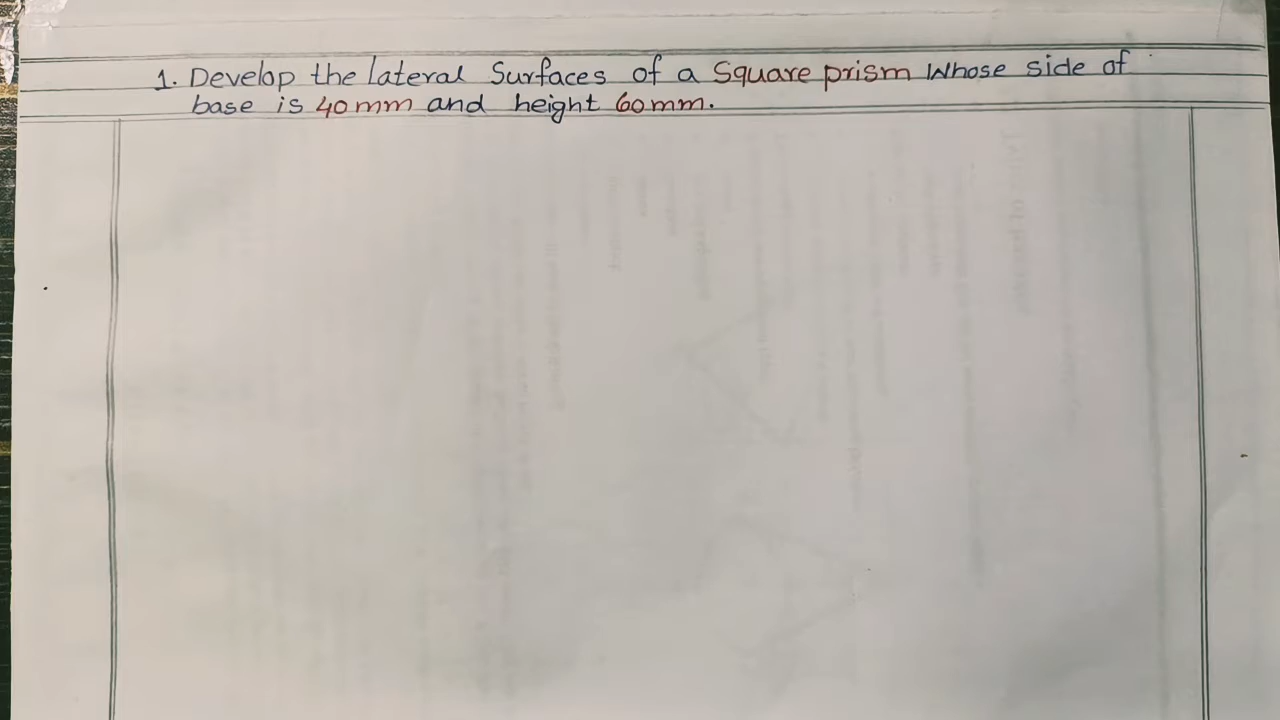 1. Develop the lateral Surfaces of a Square prism Whose side of
base is 40mm and height 60mm.